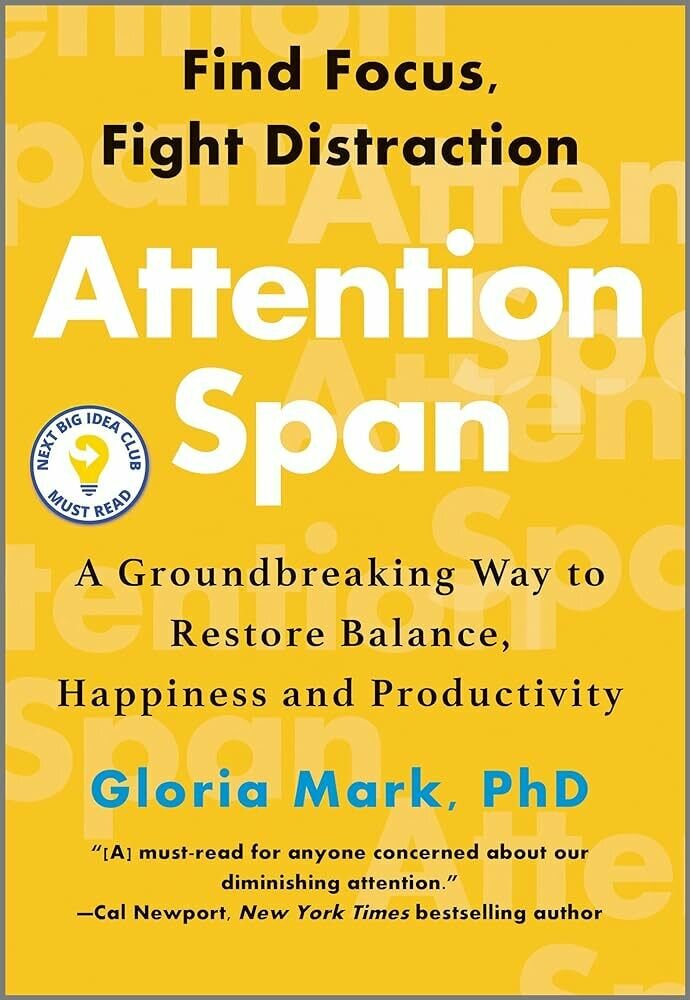 Find Focus,
Fight Distraction
Attention
Span
NEXT BIG IDEA CLUB
MUST READ
A Groundbreaking Way to
Restore Balance,
Happiness and Productivity
Gloria Mark, PhD
“[A] must-read for anyone concerned about our
diminishing attention.”
—Cal Newport, New York Times bestselling author